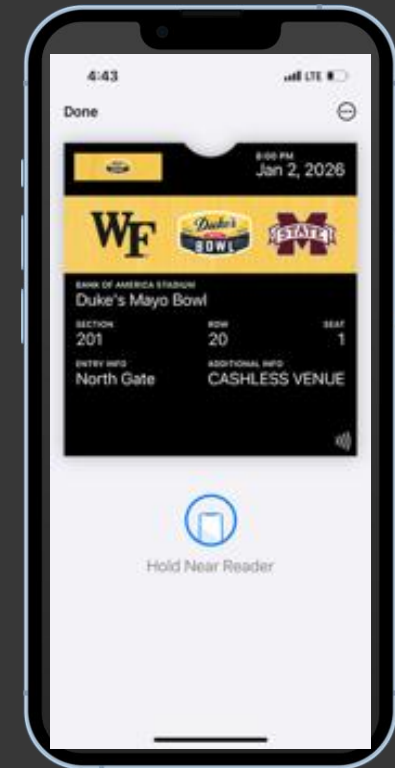 4:43 LTE
Done
8:00 PM
Jan 2, 2026
WF Duke's BOWL STATE
BANK OF AMERICA STADIUM
Duke's Mayo Bowl
SECTION ROW SEAT
201 20 1
ENTRY INFO ADDITIONAL INFO
North Gate CASHLESS VENUE
Hold Near Reader